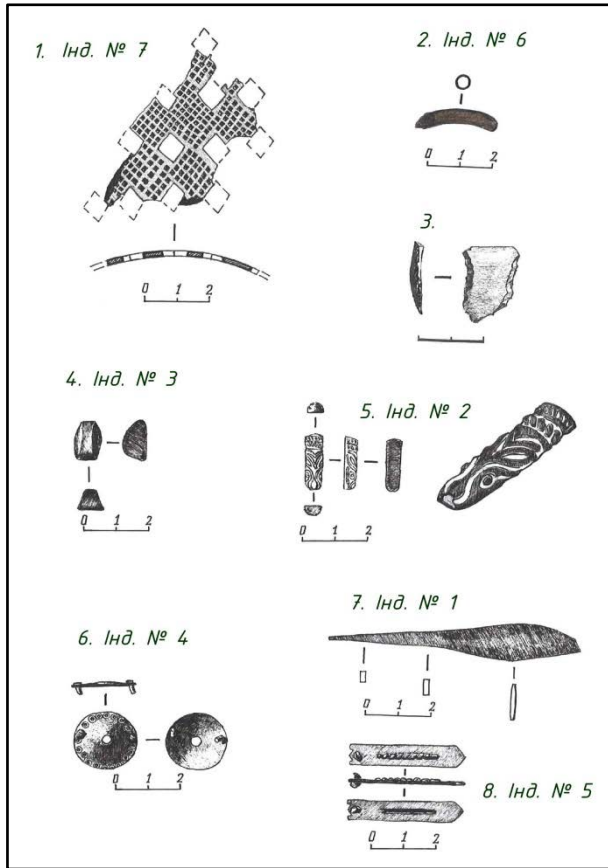 1. Інд. № 7
0 1 2
2. Інд. № 6
0 1 2
3.
4. Інд. № 3
0 1 2
5. Інд. № 2
0 1 2
6. Інд. № 4
0 1 2
7. Інд. № 1
0 1 2
8. Інд. № 5
0 1 2